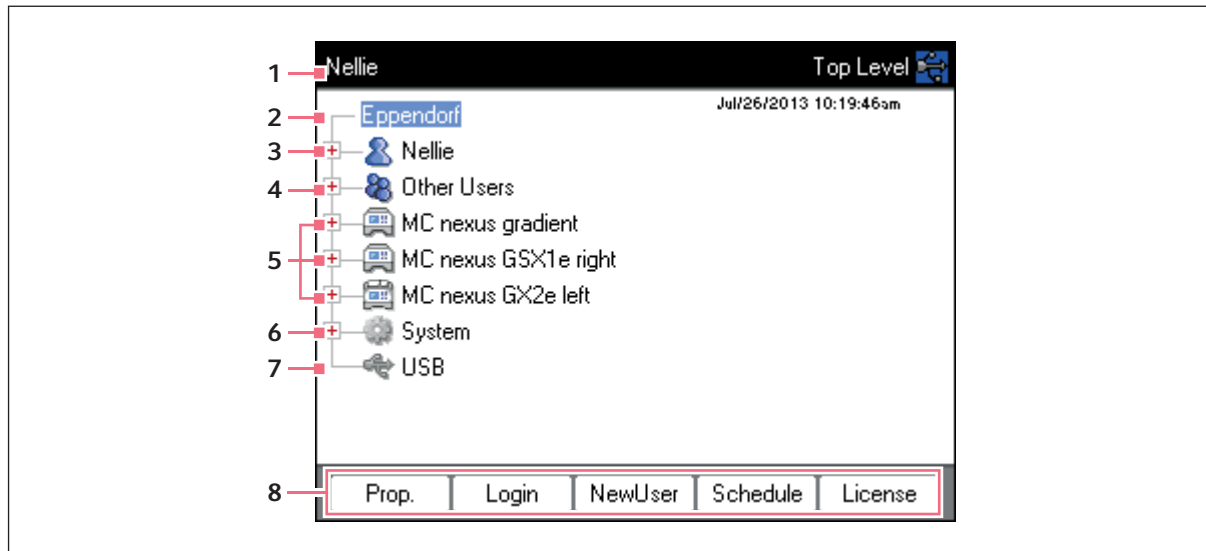 1 Nellie Top Level
Jul/26/2013 10:19:46am
2 Eppendorf
3 + Nellie
4 + Other Users
+ MC nexus gradient
5 + MC nexus GSX1e right
+ MC nexus GX2e left
6 + System
7 USB
8 Prop. Login NewUser Schedule License